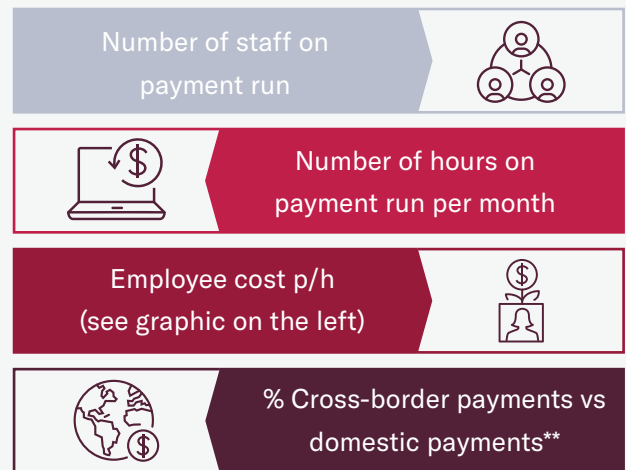 Number of staff on
payment run
$
Number of hours on
payment run per month
Employee cost p/h
(see graphic on the left)
$
% Cross-border payments vs
domestic payments**
$